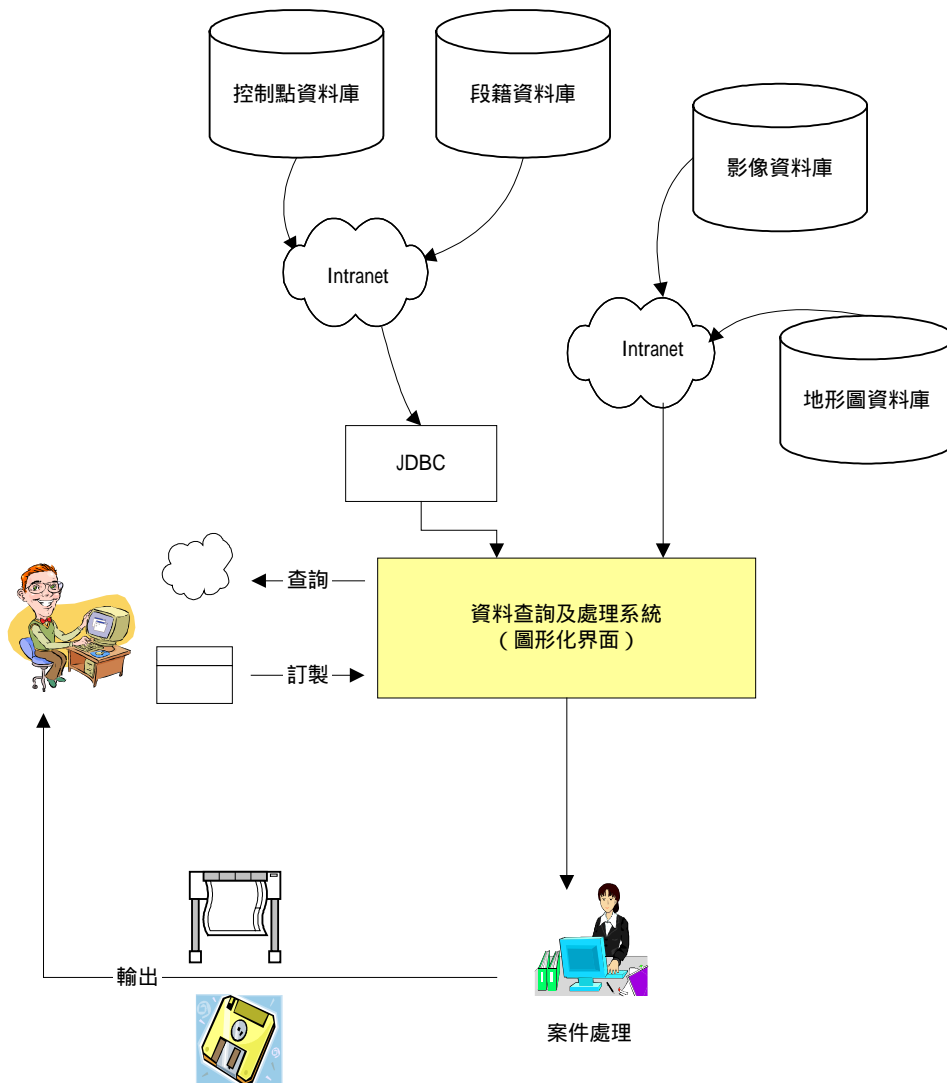 控制點資料庫
段籍資料庫
影像資料庫
Intranet
Intranet
地形圖資料庫
JDBC
查詢
資料查詢及處理系統
（圖形化界面）
訂製
輸出
案件處理